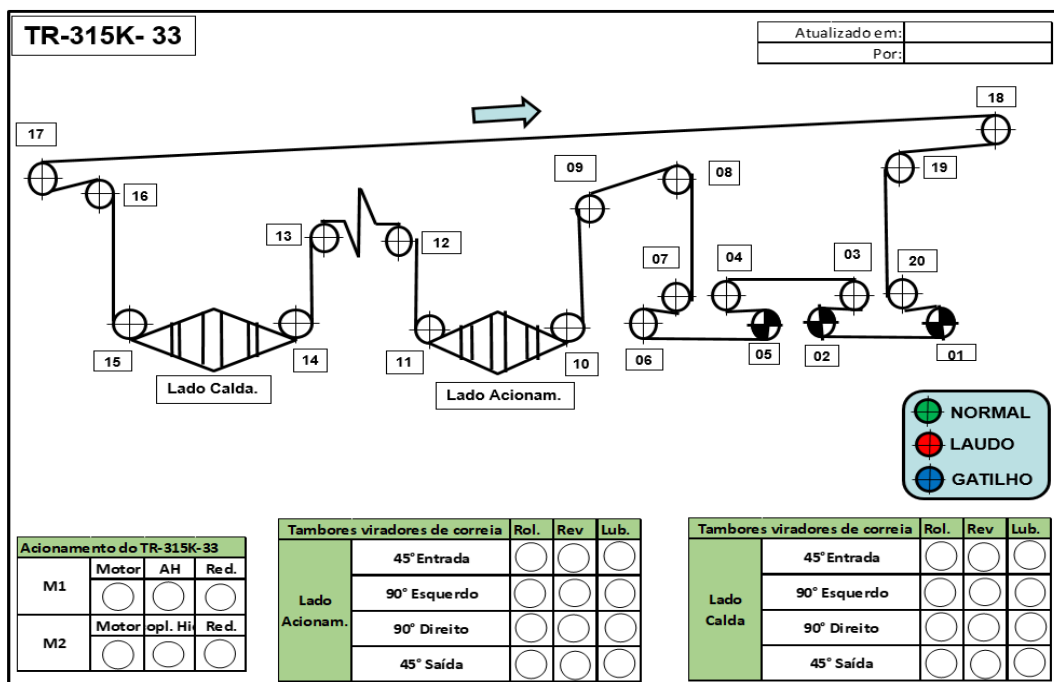 TR-315K- 33
Atualizado em:
Por:
18
17
09
08
19
16
13
12
07
04
03
20
15
14
11
10
06
05
02
01
Lado Calda.
Lado Acionam.
NORMAL
LAUDO
GATILHO
Acionamento do TR-315K-33
M1
Motor AH Red.
M2
Motor opl. Hi Red.
Tambores viradores de correia Rol. Rev Lub.
Lado Acionam.
45° Entrada
90° Esquerdo
90° Direito
45° Saída
Tambores viradores de correia Rol. Rev Lub.
Lado Calda
45° Entrada
90° Esquerdo
90° Direito
45° Saída